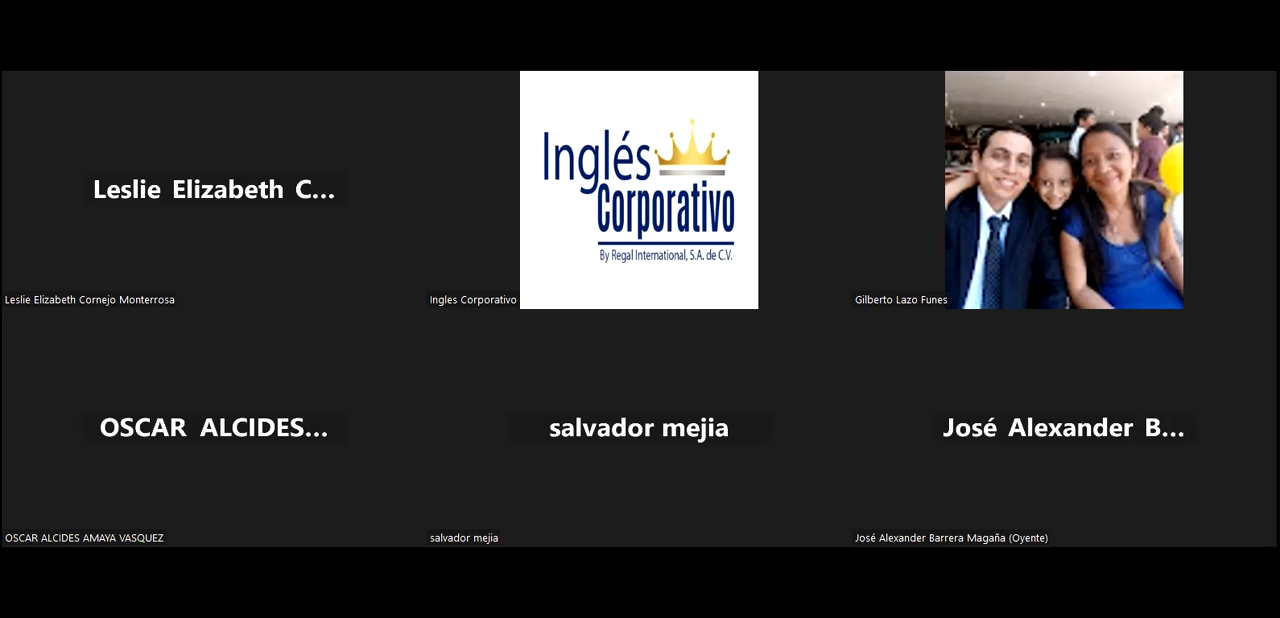 Leslie Elizabeth C...
Leslie Elizabeth Cornejo Monterrosa
Inglés
Corporativo
By Regal International, S.A. de C.V.
Ingles Corporativo
Gilberto Lazo Funes
OSCAR ALCIDES...
OSCAR ALCIDES AMAYA VASQUEZ
salvador mejia
salvador mejia
José Alexander B...
José Alexander Barrera Magaña (Oyente)